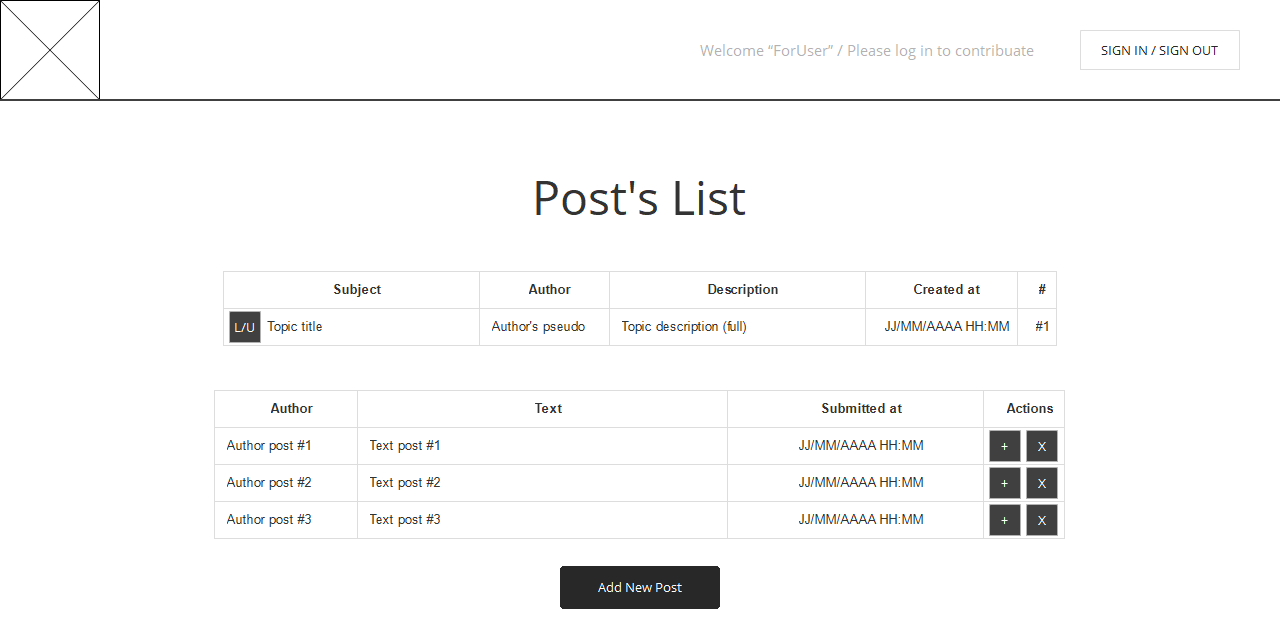 Welcome “ForUser” / Please log in to contribuate
SIGN IN / SIGN OUT
Post's List
Subject Author Description Created at #
L/U Topic title Author's pseudo Topic description (full) JJ/MM/AAAA HH:MM #1
Author Text Submitted at Actions
Author post #1 Text post #1 JJ/MM/AAAA HH:MM + X
Author post #2 Text post #2 JJ/MM/AAAA HH:MM + X
Author post #3 Text post #3 JJ/MM/AAAA HH:MM + X
Add New Post